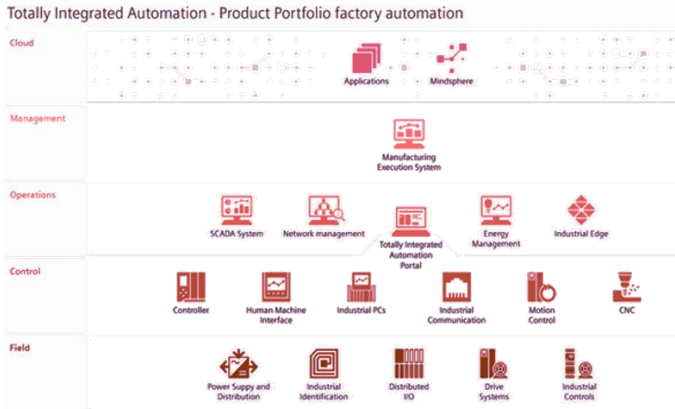 Totally Integrated Automation - Product Portfolio factory automation
Cloud
Applications
Mindsphere
Management
Manufacturing
Execution System
Operations
SCADA System
Network management
Totally Integrated
Automation
Portal
Energy
Management
Industrial Edge
Control
Controller
Human Machine
Interface
Industrial PCs
Industrial
Communication
Motion
Control
CNC
Field
Power Suppy and
Distribution
Industrial
Identification
Distributed
I/O
Drive
Systems
Industrial
Controls